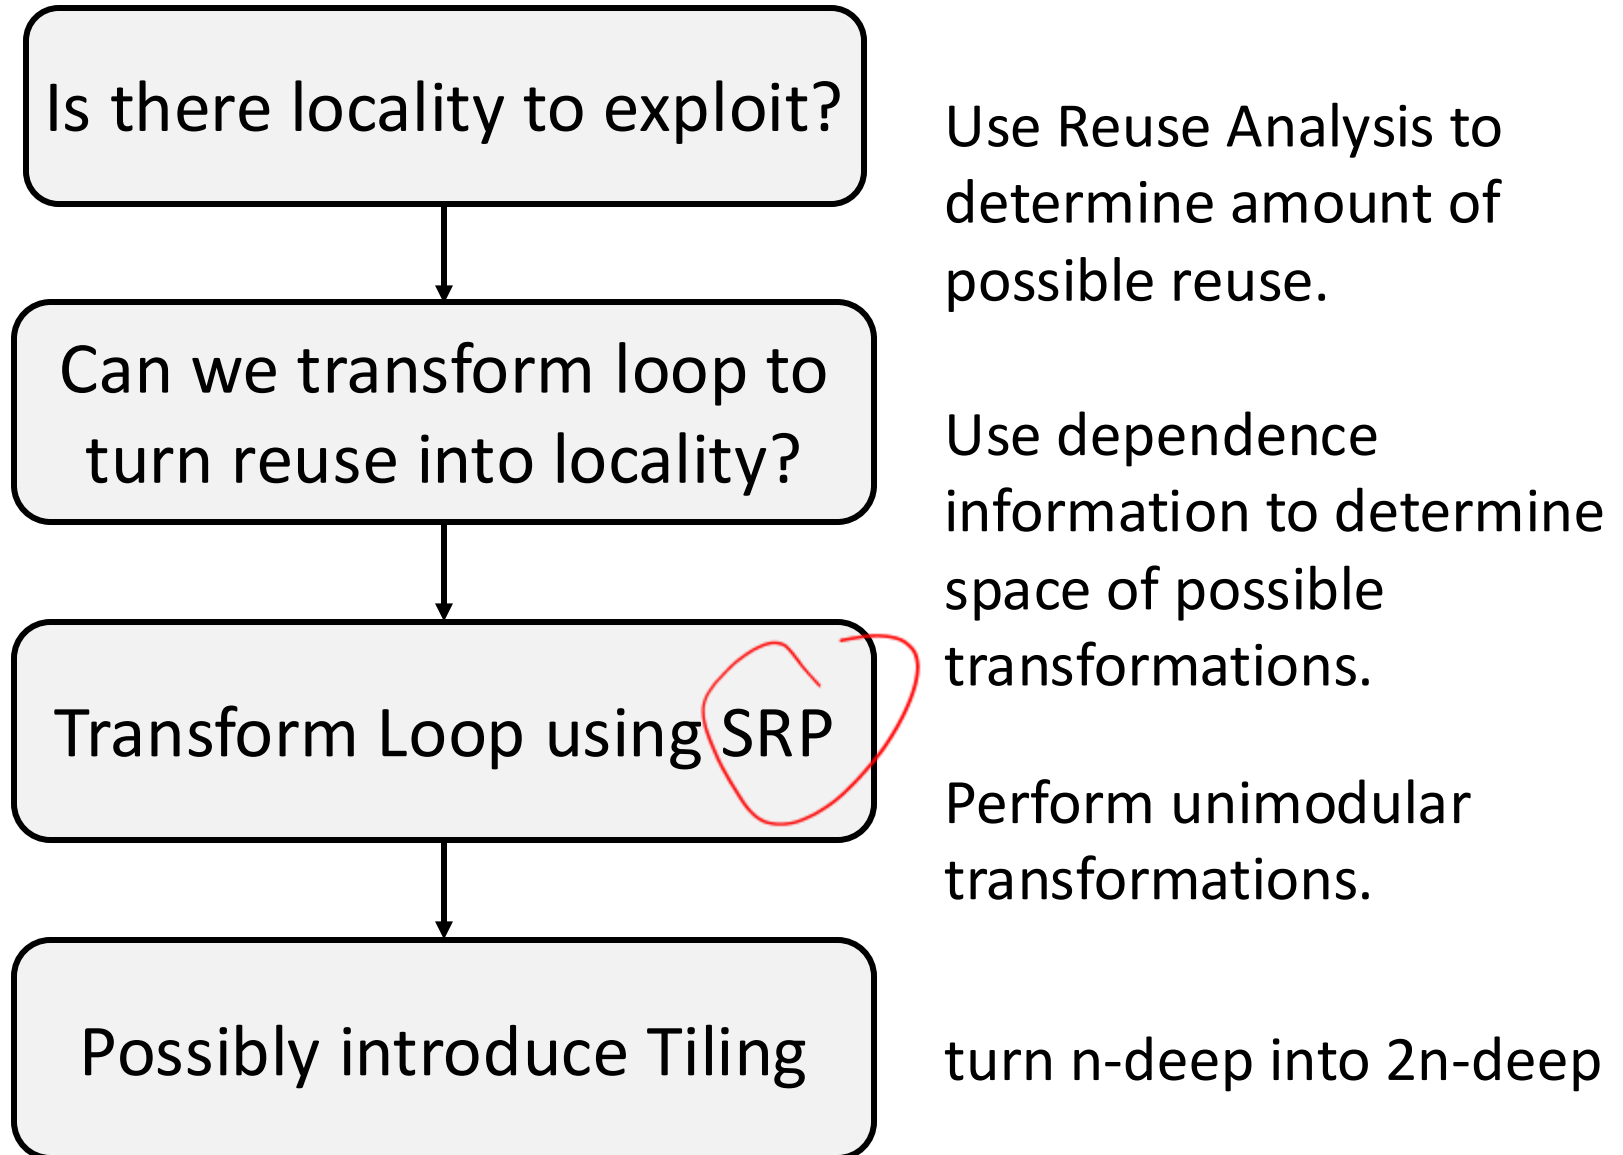 Is there locality to exploit?
Use Reuse Analysis to
determine amount of
possible reuse.
Can we transform loop to
turn reuse into locality?
Use dependence
information to determine
space of possible
transformations.
Transform Loop using SRP
Perform unimodular
transformations.
Possibly introduce Tiling
turn n-deep into 2n-deep